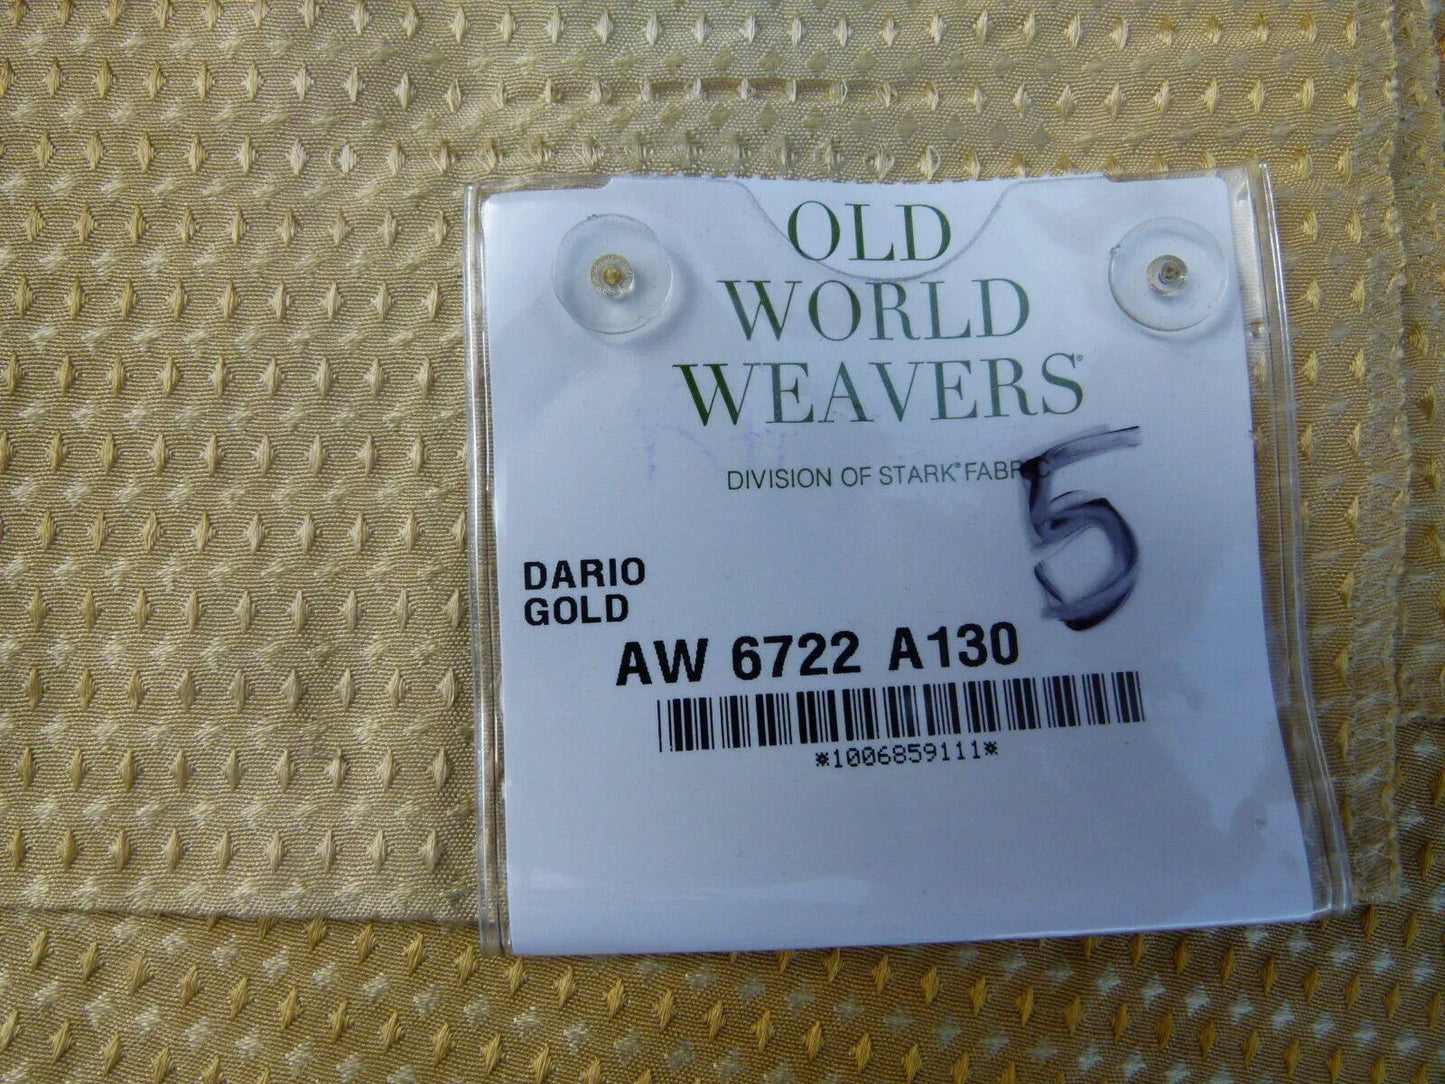 OLD
WORLD
WEAVERS®
DIVISION OF STARK® FABRIC
5
DARIO
GOLD
AW 6722 A130
*1006859111*